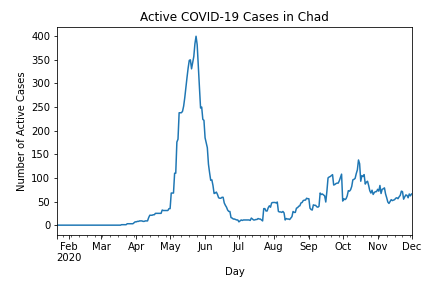 Active COVID-19 Cases in Chad
400
350
300
250
200
150
100
50
0
Number of Active Cases
Feb Mar Apr May Jun Jul Aug Sep Oct Nov Dec
2020
Day